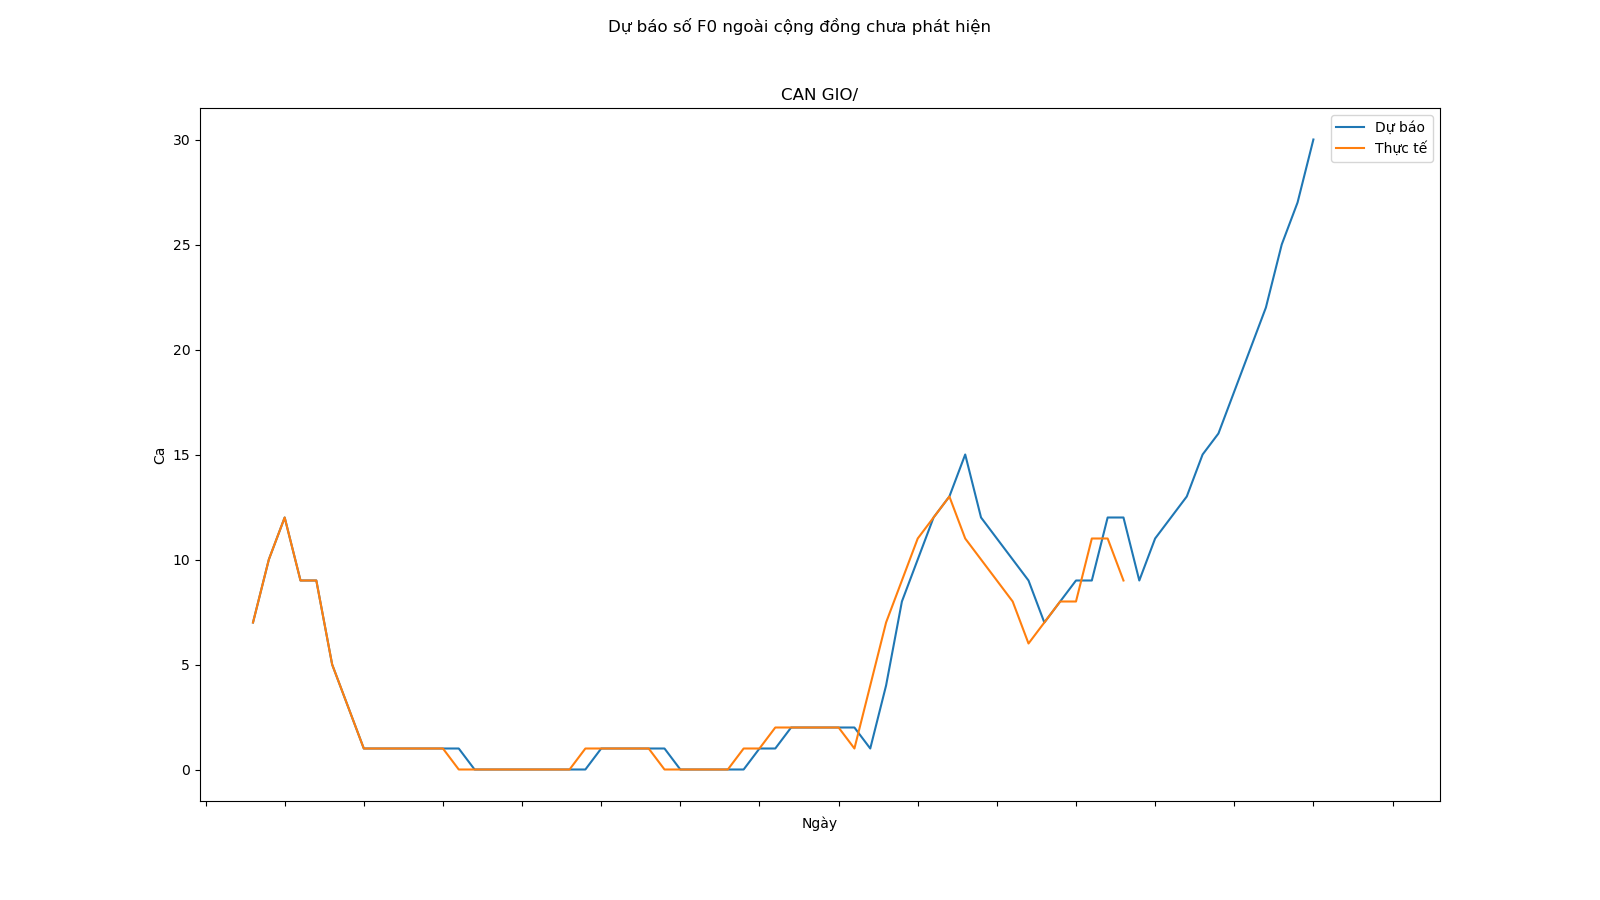 Dự báo số F0 ngoài cộng đồng chưa phát hiện
CAN GIO/
Dự báo
Thực tế
30
25
20
15
10
5
0
Ca
Ngày